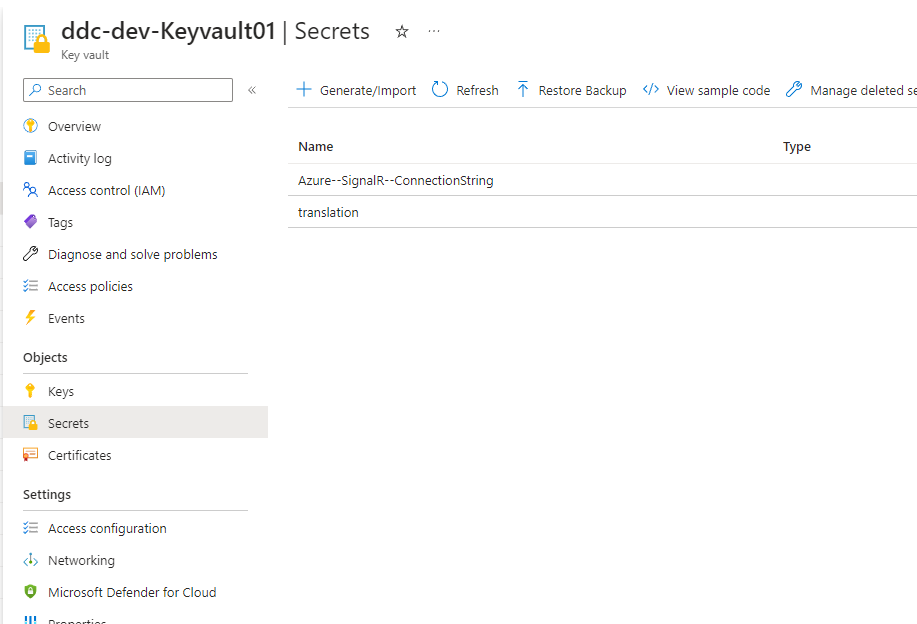 ddc-dev-Keyvault01 | Secrets
Key vault
Search
Generate/Import Refresh Restore Backup View sample code Manage deleted se
Overview
Activity log
Access control (IAM)
Tags
Diagnose and solve problems
Access policies
Events
Objects
Keys
Secrets
Certificates
Settings
Access configuration
Networking
Microsoft Defender for Cloud
Properties
Name Type
Azure--SignalR--ConnectionString
translation